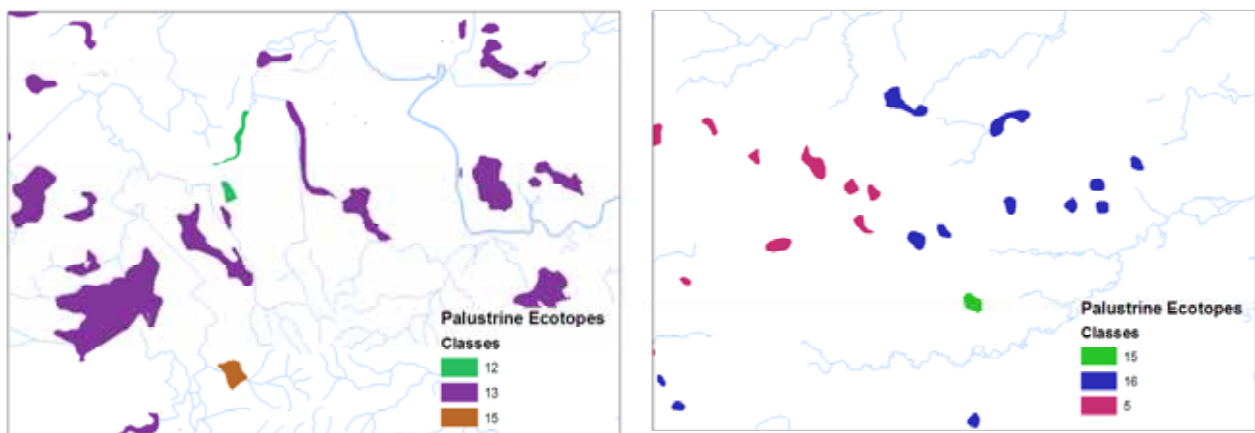 Palustrine Ecotopes
Classes
12
13
15
Palustrine Ecotopes
Classes
15
16
5